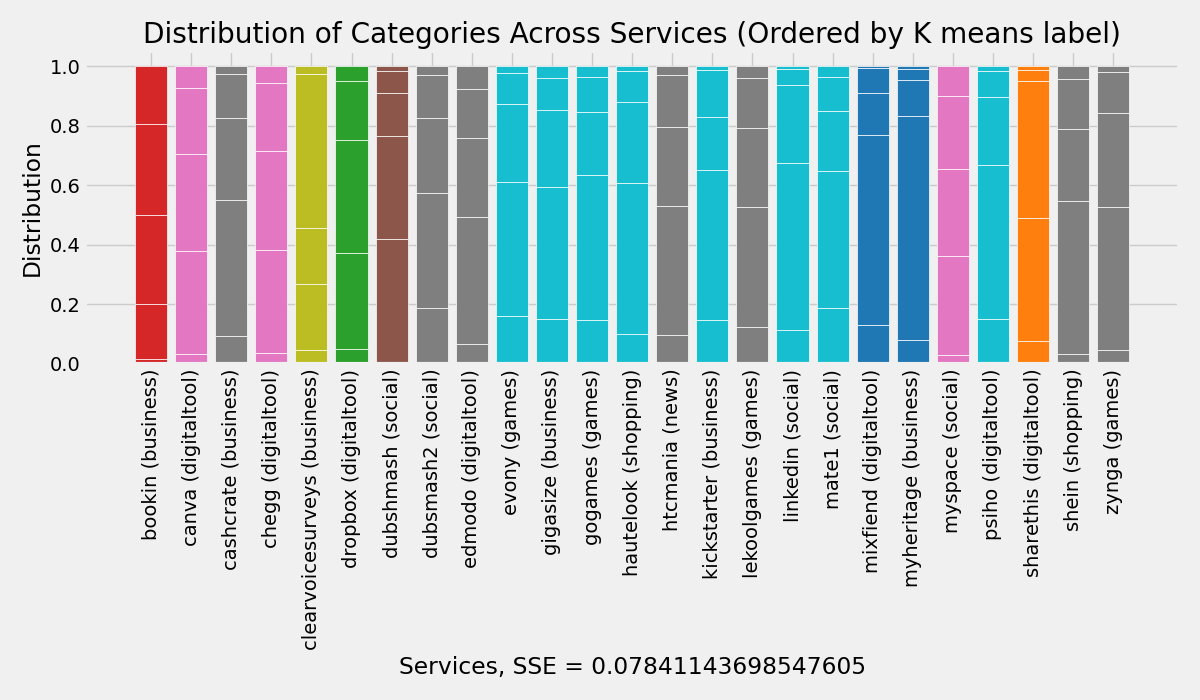 Distribution of Categories Across Services (Ordered by K means label)
Distribution
1.0
0.8
0.6
0.4
0.2
0.0
bookin (business)
canva (digitaltool)
cashcrate (business)
chegg (digitaltool)
clearvoicesurveys (business)
dropbox (digitaltool)
dubshmash (social)
dubsmash2 (social)
edmodo (digitaltool)
evony (games)
gigasize (business)
gogames (games)
hautelook (shopping)
htcmania (news)
kickstarter (business)
lekoolgames (games)
linkedin (social)
mate1 (social)
mixfiend (digitaltool)
myheritage (business)
myspace (social)
psiho (digitaltool)
sharethis (digitaltool)
shein (shopping)
zynga (games)
Services, SSE = 0.07841143698547605